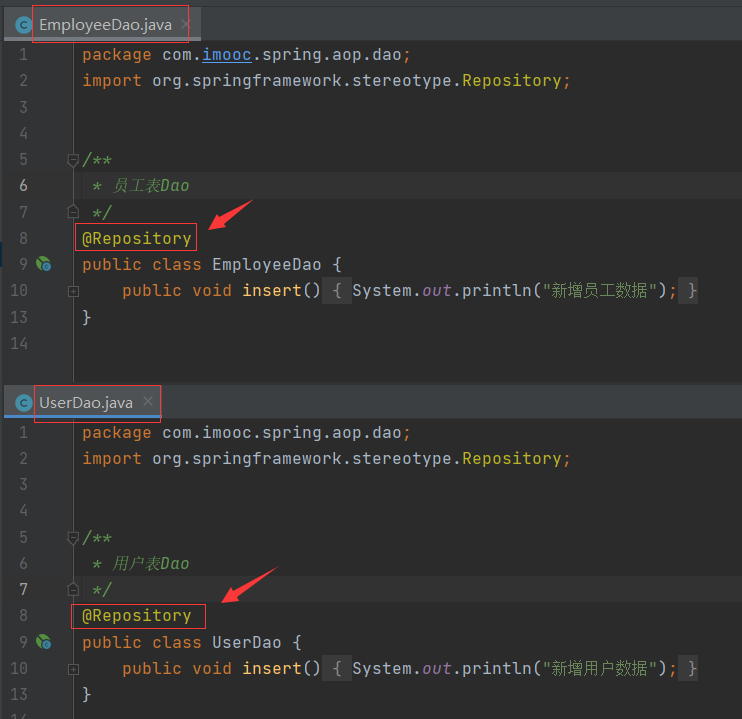 EmployeeDao.java
1 package com.imooc.spring.aop.dao;
2 import org.springframework.stereotype.Repository;
3
4
5 /**
6 * 员工表Dao
7 */
8 @Repository
9 public class EmployeeDao {
10 public void insert() { System.out.println("新增员工数据"); }
13 }
14
UserDao.java
1 package com.imooc.spring.aop.dao;
2 import org.springframework.stereotype.Repository;
3
4
5 /**
6 * 用户表Dao
7 */
8 @Repository
9 public class UserDao {
10 public void insert() { System.out.println("新增用户数据"); }
13 }